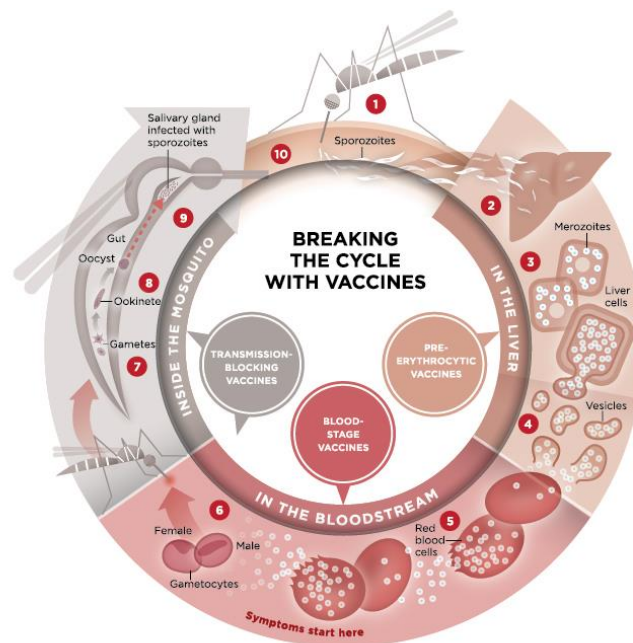 BREAKING
THE CYCLE
WITH VACCINES
1
Sporozoites
2
IN THE LIVER
3
Merozoites
Liver
cells
4
Vesicles
PRE-
ERYTHROCYTIC
VACCINES
5
Red
blood
cells
IN THE BLOODSTREAM
BLOOD-
STAGE
VACCINES
Symptoms start here
6
Female
Male
Gametocytes
INSIDE THE MOSQUITO
TRANSMISSION-
BLOCKING
VACCINES
7
Gametes
Ookinete
8
Oocyst
Gut
9
Salivary gland
infected with
sporozoites
10